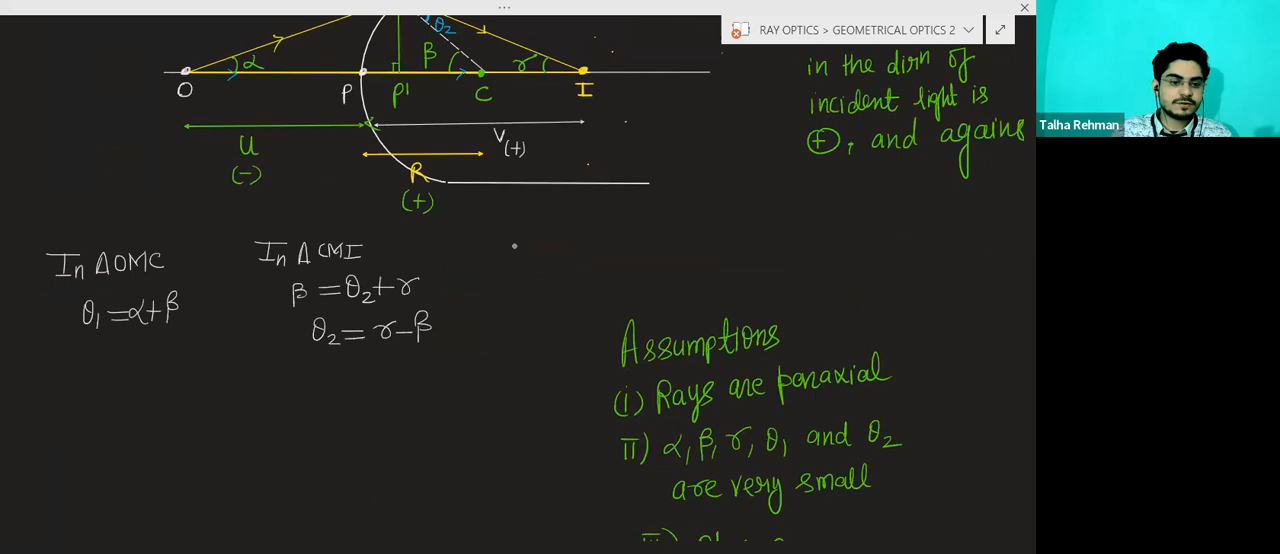 RAY OPTICS > GEOMETRICAL OPTICS 2
θ2
α
β
γ
O
P
P'
C
I
U
(-)
V(+)
R
(+)
in the dirn of
incident light is
⊕, and agains
Talha Rehman
In Δ OMC
θ1 = α+β
In Δ CMI
β = θ2+γ
θ2 = γ-β
Assumptions
(i) Rays are paraxial
II) α, β, γ, θ1 and θ2
are very small